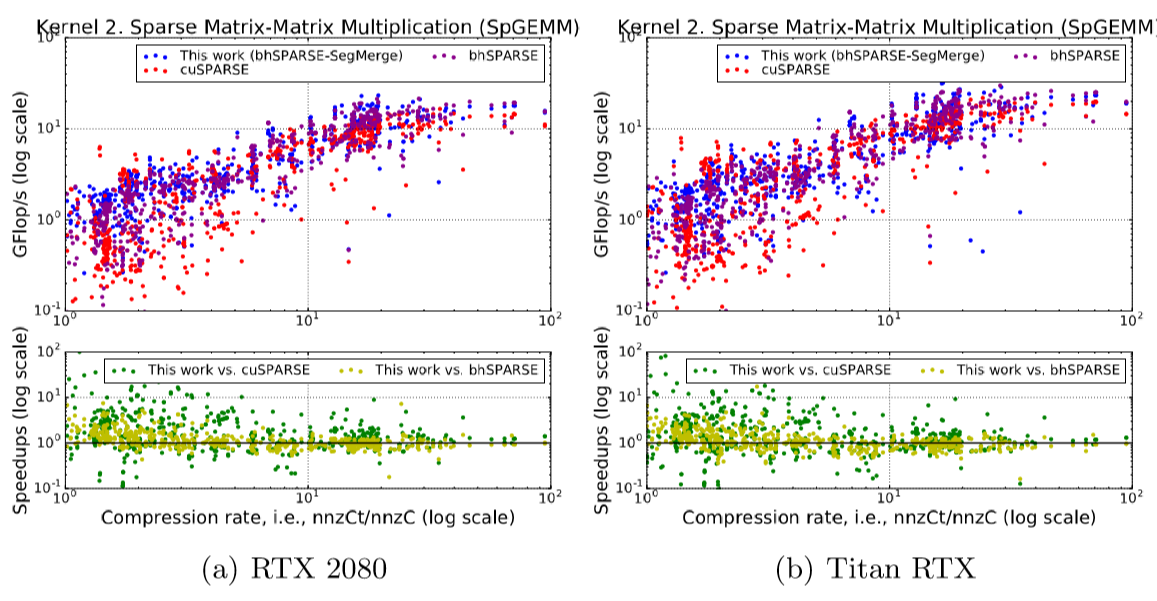 Kernel 2. Sparse Matrix-Matrix Multiplication (SpGEMM)
10^2
This work (bhSPARSE-SegMerge)
bhSPARSE
cuSPARSE
GFlop/s (log scale)
10^1
10^0
10^-1
10^0
10^1
10^2
10^2
This work vs. cuSPARSE
This work vs. bhSPARSE
Speedups (log scale)
10^1
10^0
10^-1
10^0
10^1
10^2
Compression rate, i.e., nnzCt/nnzC (log scale)
(a) RTX 2080
Kernel 2. Sparse Matrix-Matrix Multiplication (SpGEMM)
10^2
This work (bhSPARSE-SegMerge)
bhSPARSE
cuSPARSE
GFlop/s (log scale)
10^1
10^0
10^-1
10^0
10^1
10^2
10^2
This work vs. cuSPARSE
This work vs. bhSPARSE
Speedups (log scale)
10^1
10^0
10^-1
10^0
10^1
10^2
Compression rate, i.e., nnzCt/nnzC (log scale)
(b) Titan RTX